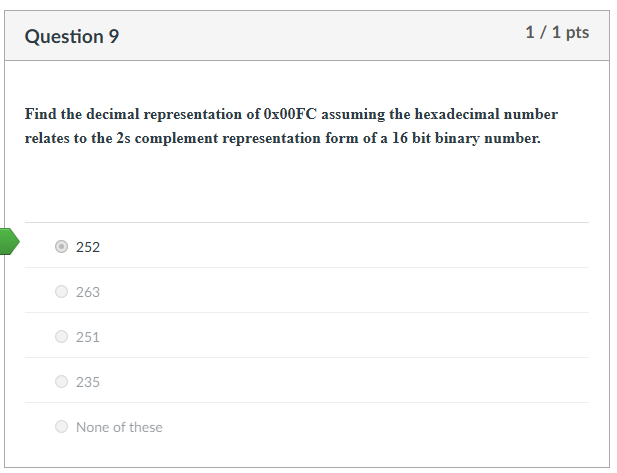 Question 9
1 / 1 pts
Find the decimal representation of 0x00FC assuming the hexadecimal number
relates to the 2s complement representation form of a 16 bit binary number.
252
263
251
235
None of these